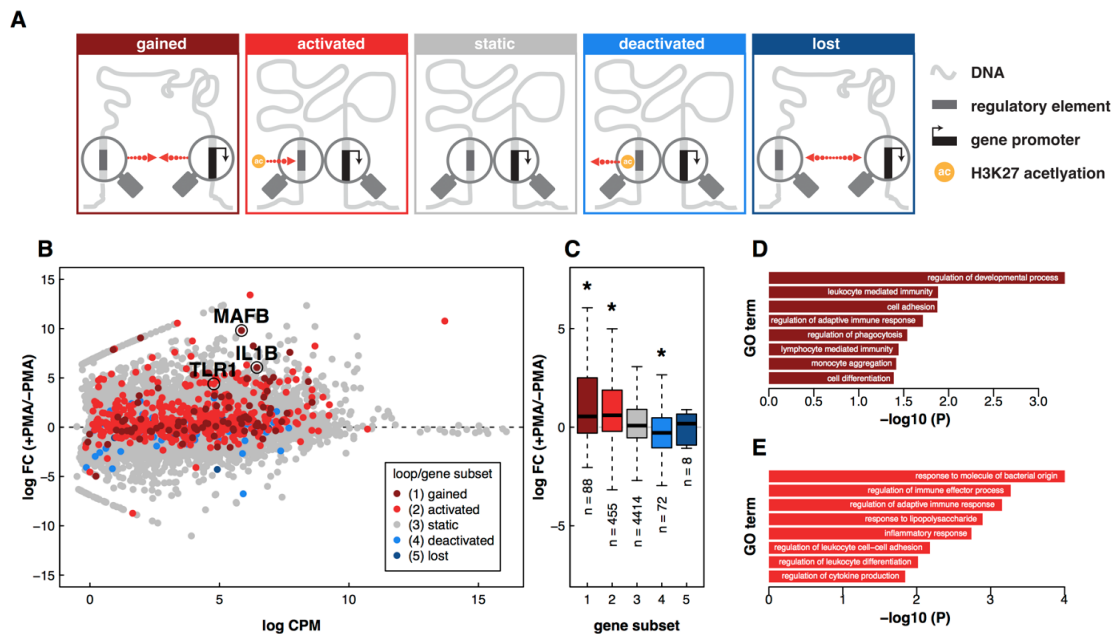 A
gained
activated
static
deactivated
lost
ac
ac
DNA
regulatory element
gene promoter
ac
H3K27 acetlyation
B
log FC (+PMA/−PMA)
15
10
5
0
−5
−10
−15
MAFB
IL1B
TLR1
loop/gene subset
(1) gained
(2) activated
(3) static
(4) deactivated
(5) lost
0
5
10
15
log CPM
C
log FC (+PMA/−PMA)
5
0
−5
*
*
*
n = 88
n = 455
n = 4414
n = 72
n = 8
1
2
3
4
5
gene subset
D
GO term
regulation of developmental process
leukocyte mediated immunity
cell adhesion
regulation of adaptive immune response
regulation of phagocytosis
lymphocyte mediated immunity
monocyte aggregation
cell differentiation
0.0
0.5
1.0
1.5
2.0
2.5
3.0
−log10 (P)
E
GO term
response to molecule of bacterial origin
regulation of immune effector process
regulation of adaptive immune response
response to lipopolysaccharide
inflammatory response
regulation of leukocyte cell−cell adhesion
regulation of leukocyte differentiation
regulation of cytokine production
0
1
2
3
4
−log10 (P)